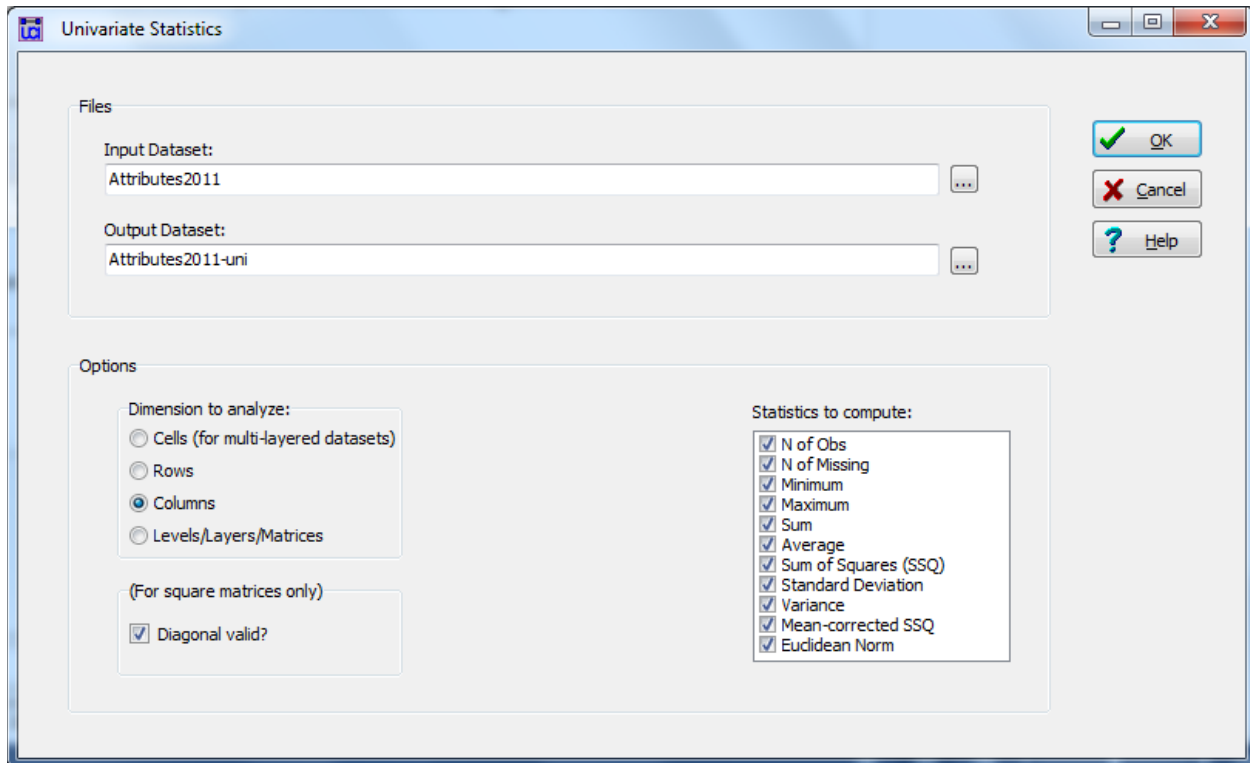 UCI
Univariate Statistics
Files
Input Dataset:
Attributes2011
...
Output Dataset:
Attributes2011-uni
...
OK
Cancel
Help
Options
Dimension to analyze:
Cells (for multi-layered datasets)
Rows
Columns
Levels/Layers/Matrices
(For square matrices only)
Diagonal valid?
Statistics to compute:
N of Obs
N of Missing
Minimum
Maximum
Sum
Average
Sum of Squares (SSQ)
Standard Deviation
Variance
Mean-corrected SSQ
Euclidean Norm